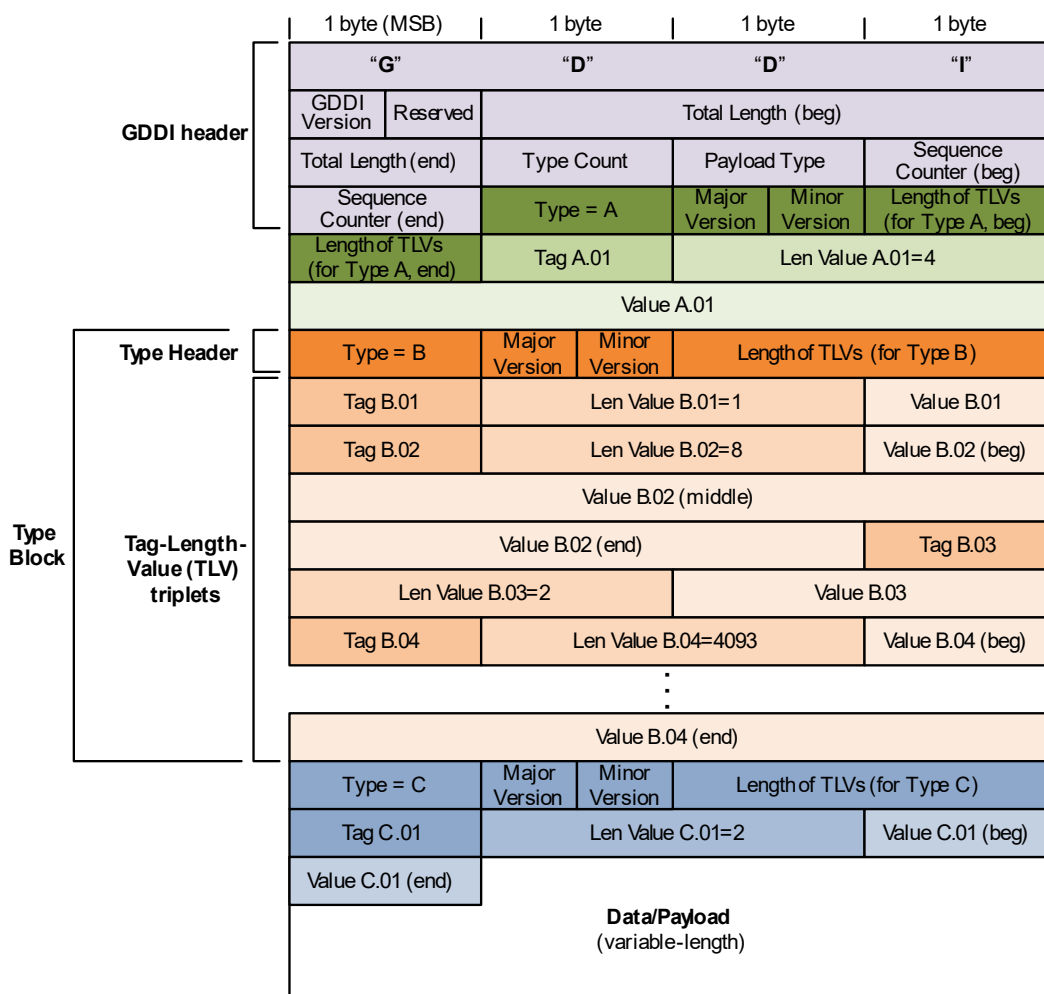 1 byte (MSB) 1 byte 1 byte 1 byte
“G” “D” “D” “I”
GDDI header
GDDI
Version
Reserved
Total Length (beg)
Total Length (end)
Type Count
Payload Type
Sequence
Counter (beg)
Sequence
Counter (end)
Type = A
Major
Version
Minor
Version
Length of TLVs
(for Type A, beg)
Length of TLVs
(for Type A, end)
Tag A.01
Len Value A.01=4
Value A.01
Type
Block
Type Header
Type = B
Major
Version
Minor
Version
Length of TLVs (for Type B)
Tag-Length-
Value (TLV)
triplets
Tag B.01
Len Value B.01=1
Value B.01
Tag B.02
Len Value B.02=8
Value B.02 (beg)
Value B.02 (middle)
Value B.02 (end)
Tag B.03
Len Value B.03=2
Value B.03
Tag B.04
Len Value B.04=4093
Value B.04 (beg)
Value B.04 (end)
Type = C
Major
Version
Minor
Version
Length of TLVs (for Type C)
Tag C.01
Len Value C.01=2
Value C.01 (beg)
Value C.01 (end)
Data/Payload
(variable-length)